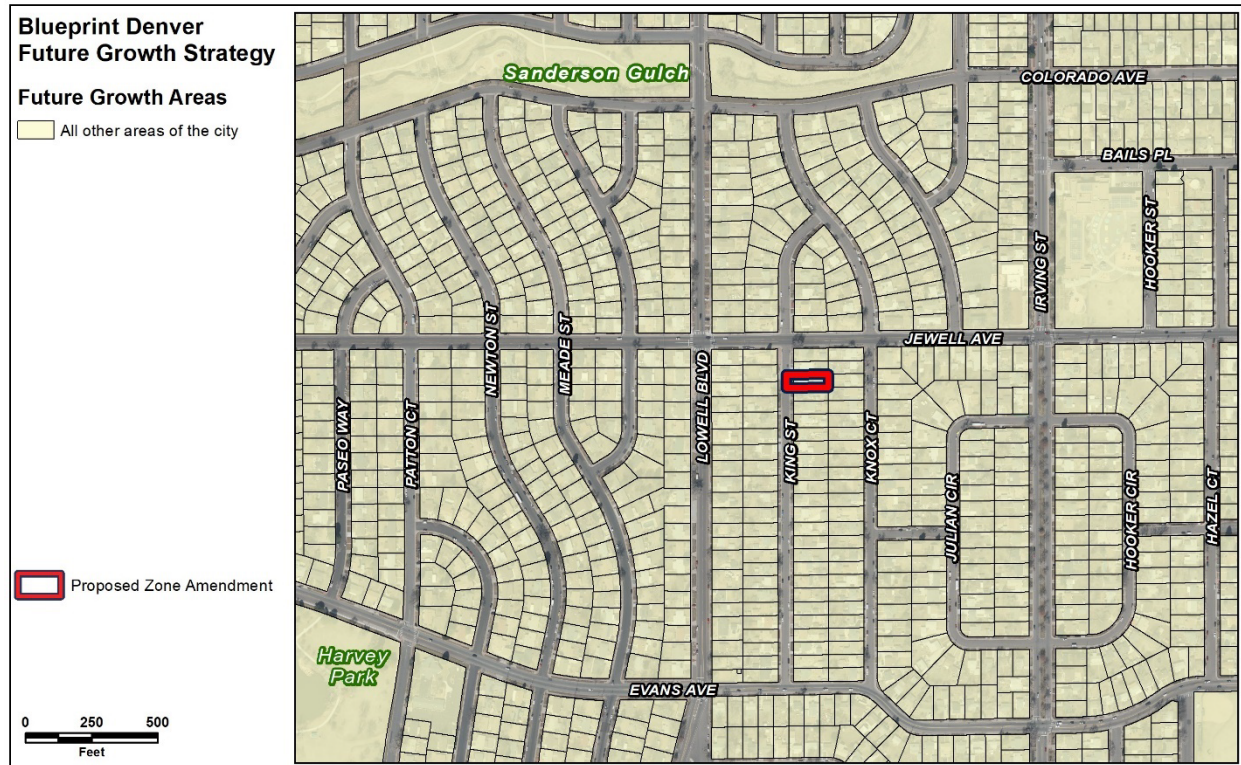 Blueprint Denver
Future Growth Strategy
Future Growth Areas
All other areas of the city
Proposed Zone Amendment
0 250 500
Feet
Sanderson Gulch
COLORADO AVE
BAILS PL
HOOKER ST
IRVING ST
NEWTON ST
MEADE ST
JEWELL AVE
LOWELL BLVD
PASEO WAY
PATTON CT
KING ST
KNOX CT
JULIAN CIR
HOOKER CIR
HAZEL CT
Harvey
Park
EVANS AVE